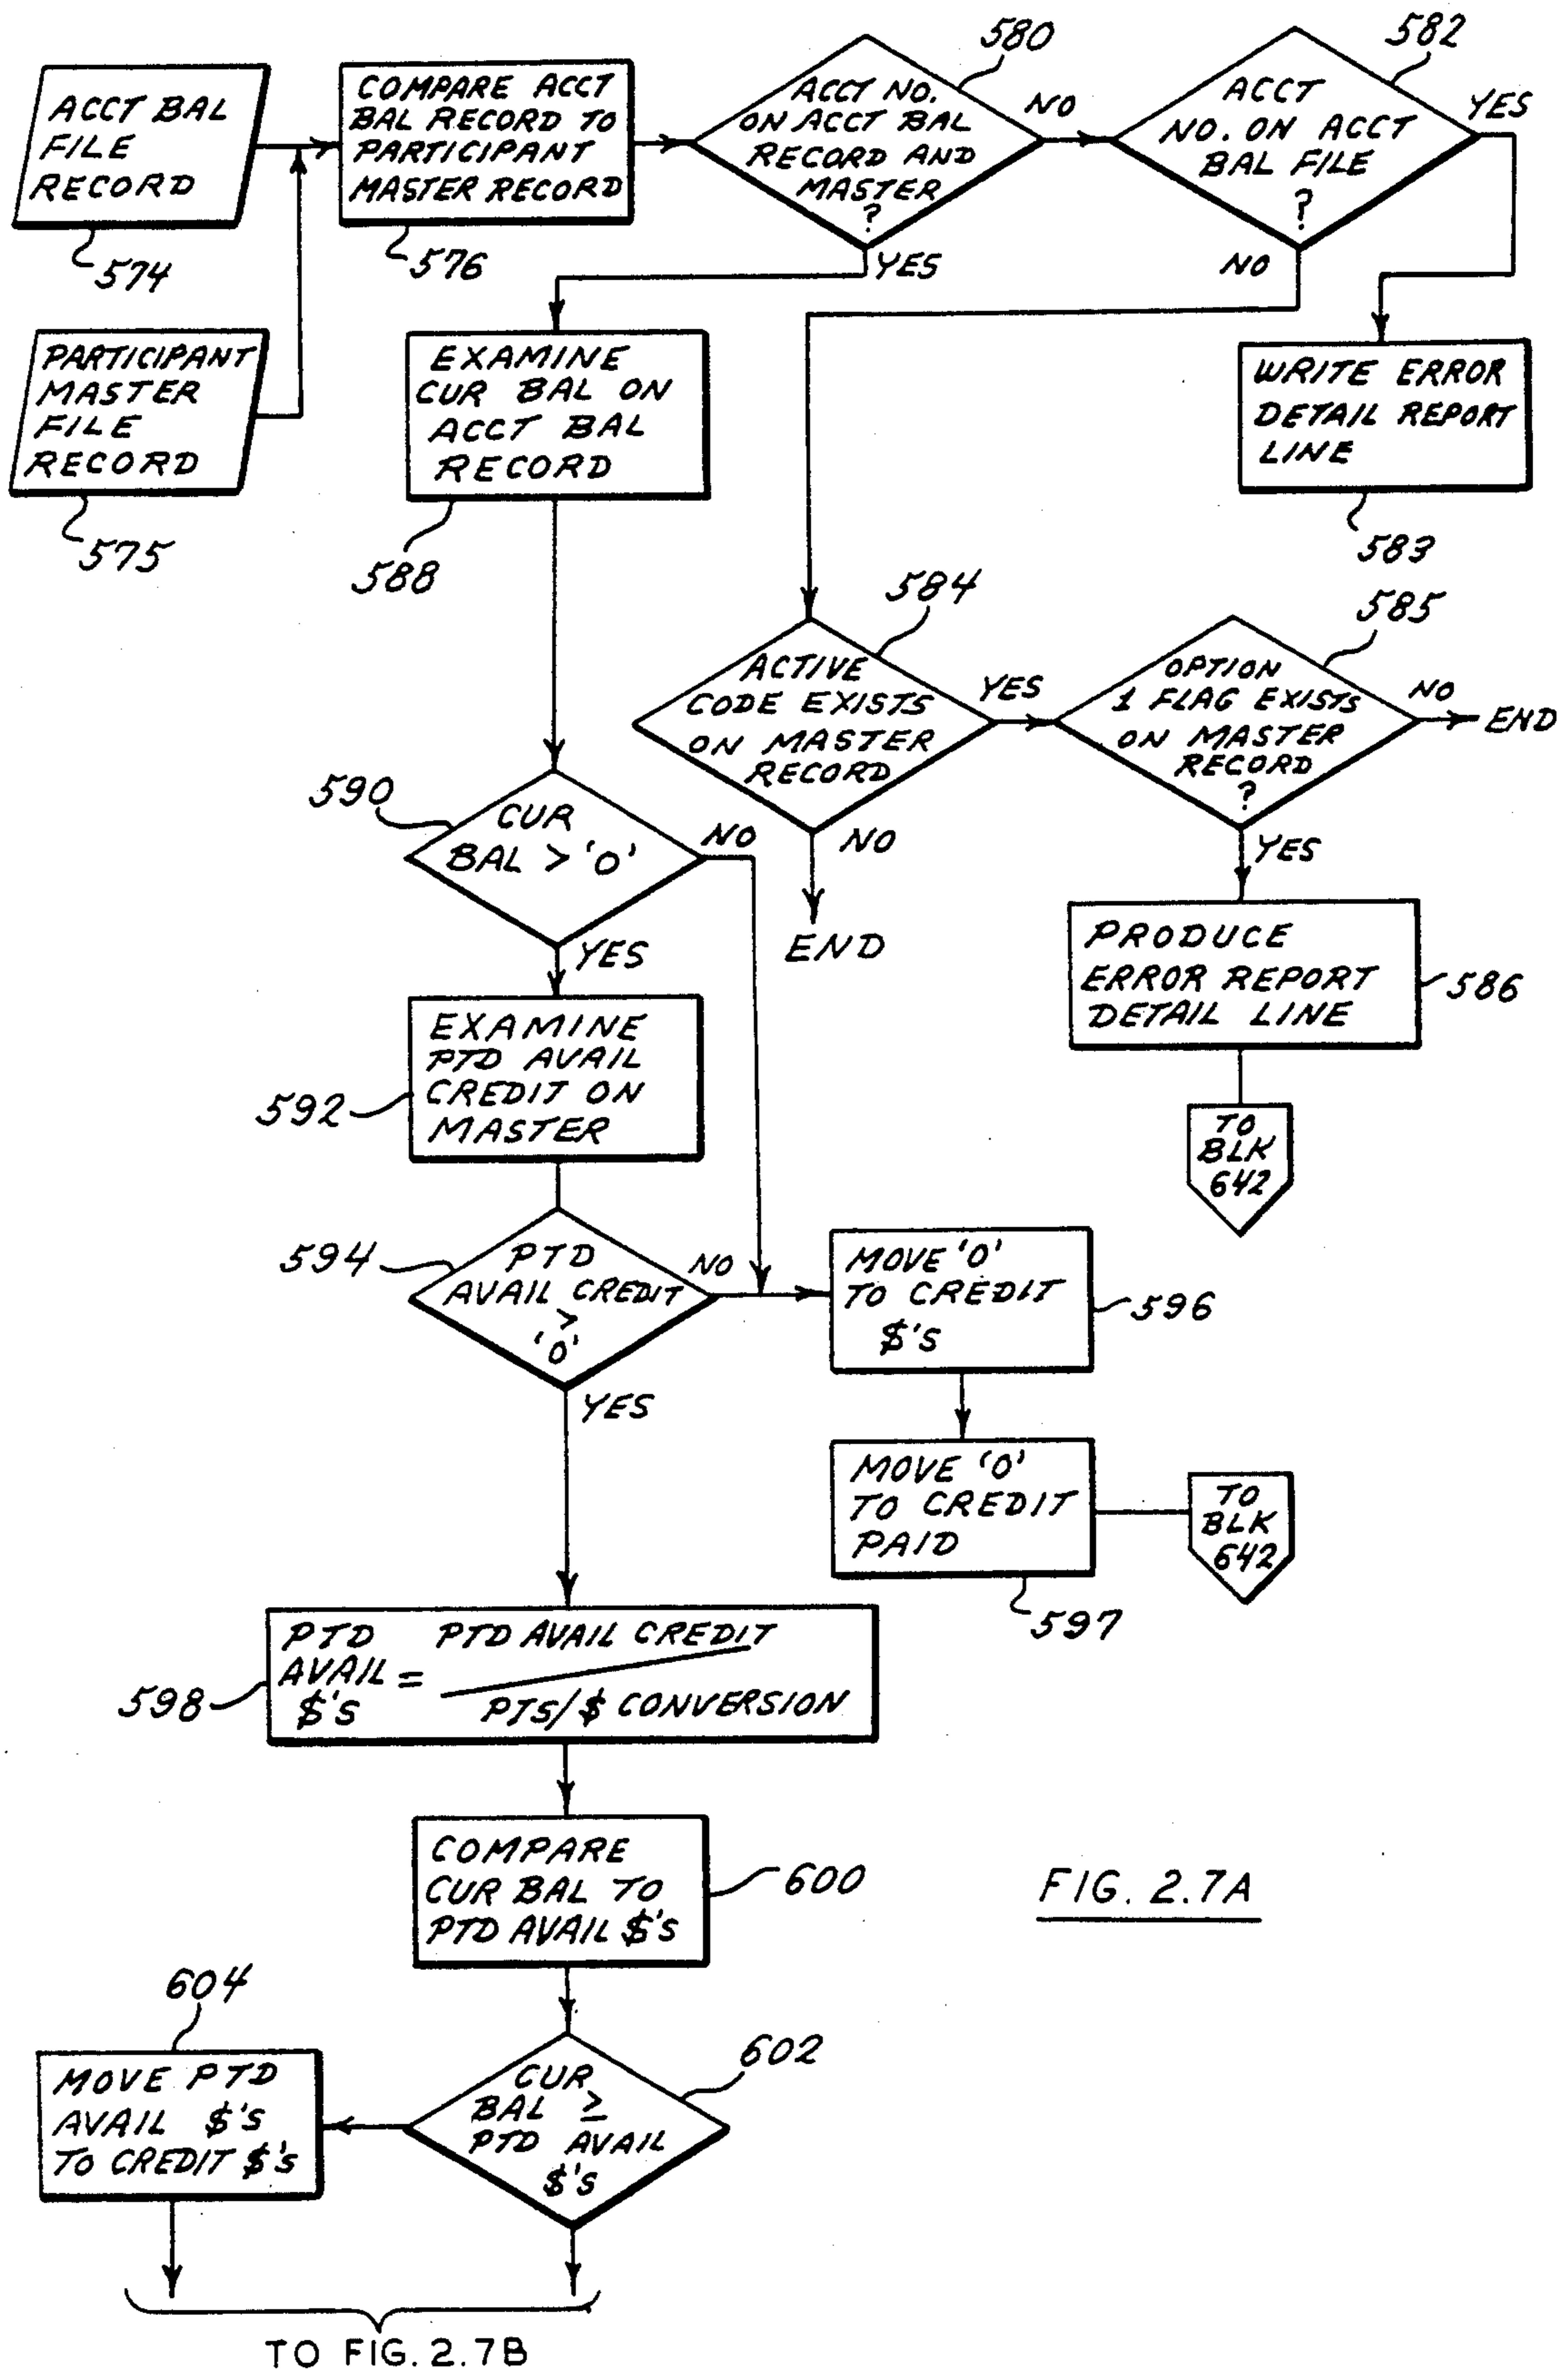 ACCT BAL
FILE
RECORD
574
PARTICIPANT
MASTER
FILE
RECORD
575
COMPARE ACCT
BAL RECORD TO
PARTICIPANT
MASTER RECORD
576
580
ACCT NO.
ON ACCT BAL
RECORD AND
MASTER
?
NO
YES
582
ACCT
NO. ON ACCT
BAL FILE
?
YES
NO
WRITE ERROR
DETAIL REPORT
LINE
583
EXAMINE
CUR BAL ON
ACCT BAL
RECORD
588
584
ACTIVE
CODE EXISTS
ON MASTER
RECORD
YES
NO
END
585
OPTION
1 FLAG EXISTS
ON MASTER
RECORD
?
NO
END
YES
PRODUCE
ERROR REPORT
DETAIL LINE
586
TO
BLK
642
590
CUR
BAL > 'O'
NO
YES
EXAMINE
PTD AVAIL
CREDIT ON
MASTER
592
594
PTD
AVAIL CREDIT
>
'O'
NO
YES
MOVE 'O'
TO CREDIT
$'S
596
MOVE 'O'
TO CREDIT
PAID
597
TO
BLK
642
PTD AVAIL $'S = PTD AVAIL CREDIT / PTS/$ CONVERSION
598
COMPARE
CUR BAL TO
PTD AVAIL $'S
600
602
CUR
BAL ≥
PTD AVAIL
$'S
604
MOVE PTD
AVAIL $'S
TO CREDIT $'S
TO FIG. 2.7B
FIG. 2.7A